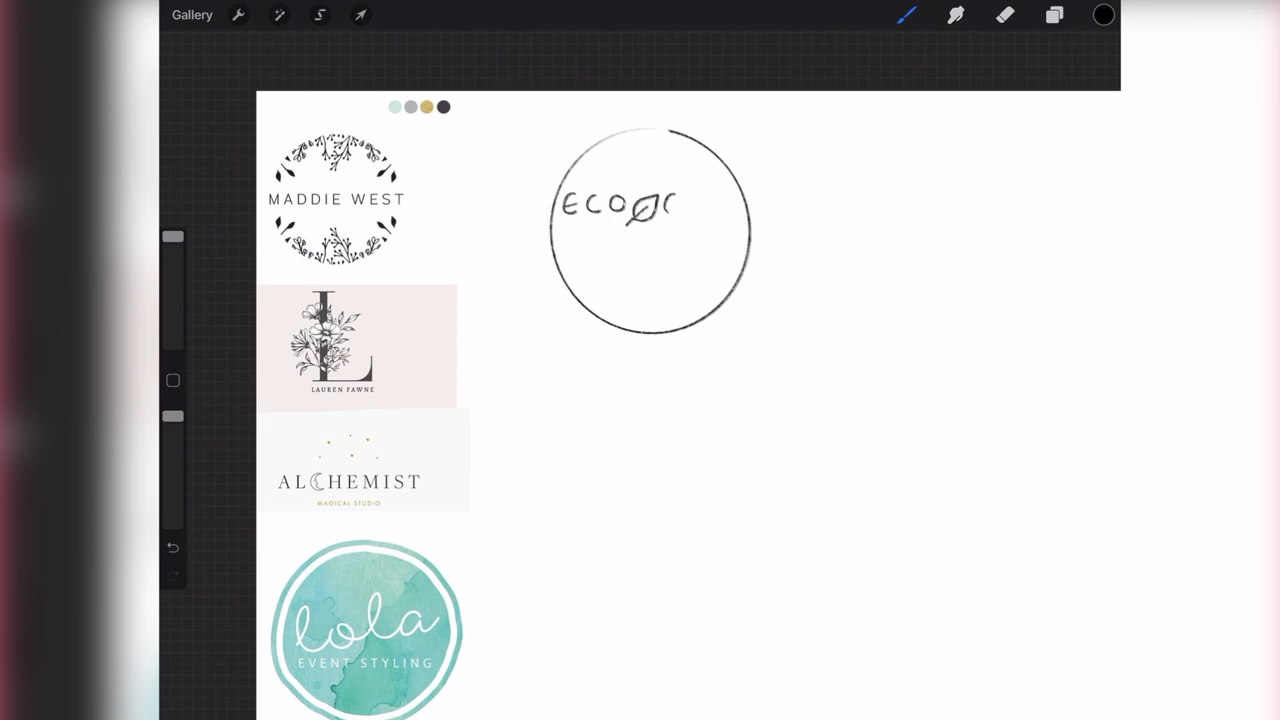 Gallery
MADDIE WEST
L
LAUREN FAWNE
ALCHEMIST
MAGICAL STUDIO
lola
EVENT STYLING
ECO